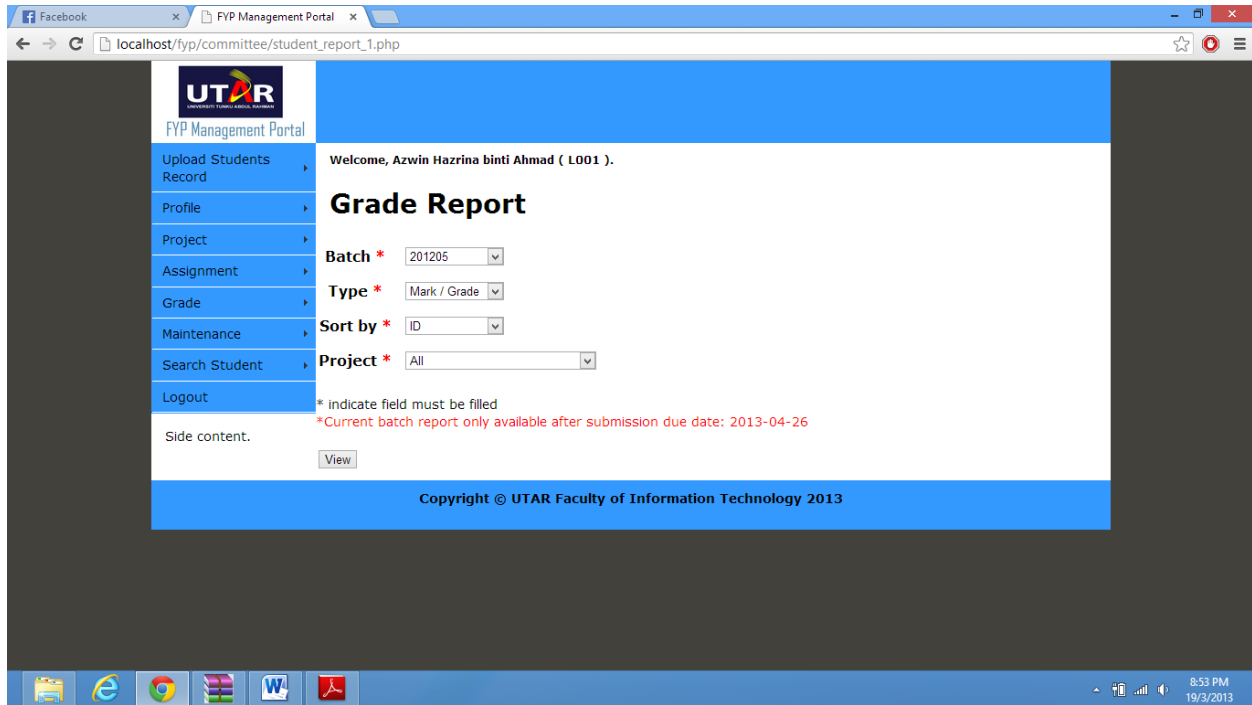 Facebook
FYP Management Portal
localhost/fyp/committee/student_report_1.php
UTAR
UNIVERSITI TUNKU ABDUL RAHMAN
FYP Management Portal
Upload Students
Record
Profile
Project
Assignment
Grade
Maintenance
Search Student
Logout
Side content.
Welcome, Azwin Hazrina binti Ahmad ( L001 ).
Grade Report
Batch * 201205
Type * Mark / Grade
Sort by * ID
Project * All
* indicate field must be filled
*Current batch report only available after submission due date: 2013-04-26
View
Copyright © UTAR Faculty of Information Technology 2013
8:53 PM
19/3/2013